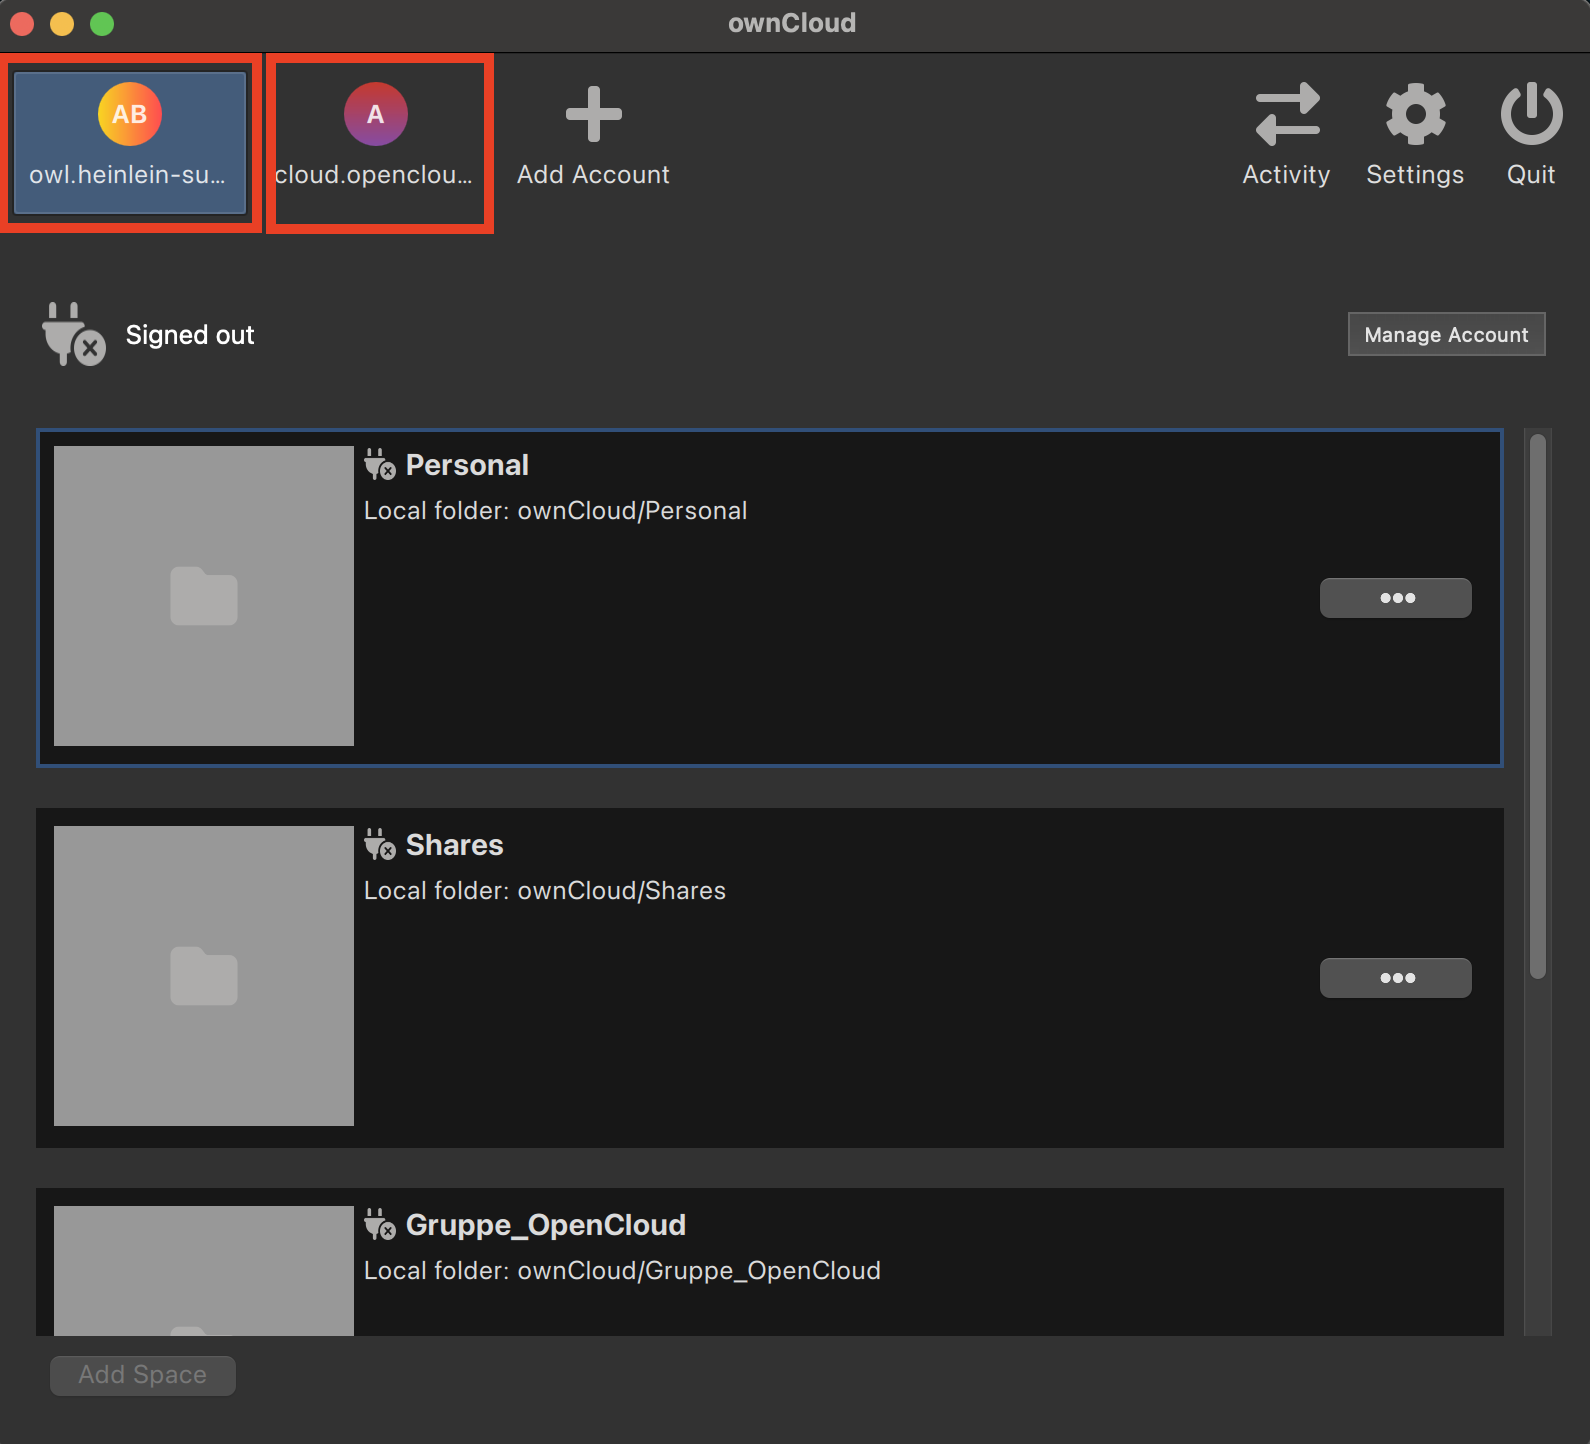 ownCloud
AB
owl.heinlein-su...
A
cloud.openclou...
Add Account
Activity
Settings
Quit
Signed out
Manage Account
Personal
Local folder: ownCloud/Personal
Shares
Local folder: ownCloud/Shares
Gruppe_OpenCloud
Local folder: ownCloud/Gruppe_OpenCloud
Add Space